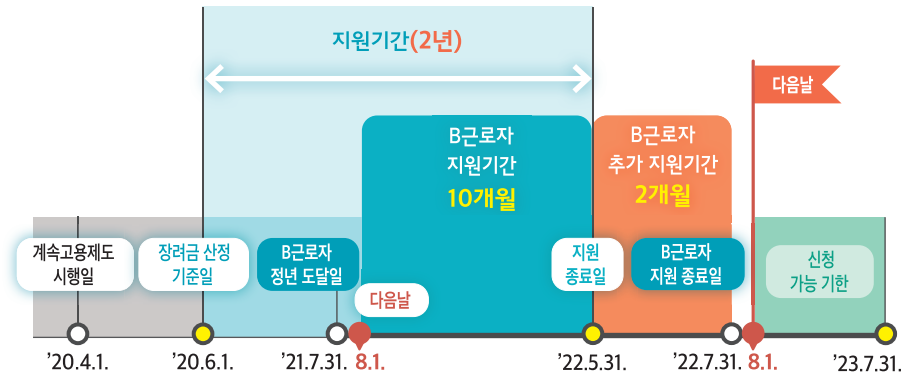 지원기간(2년)
다음날
B근로자
지원기간
10개월
B근로자
추가 지원기간
2개월
계속고용제도
시행일
장려금 산정
기준일
B근로자
정년 도달일
다음날
지원
종료일
B근로자
지원 종료일
신청
가능 기한
’20.4.1.
’20.6.1.
’21.7.31.
8.1.
’22.5.31.
’22.7.31.
8.1.
’23.7.31.